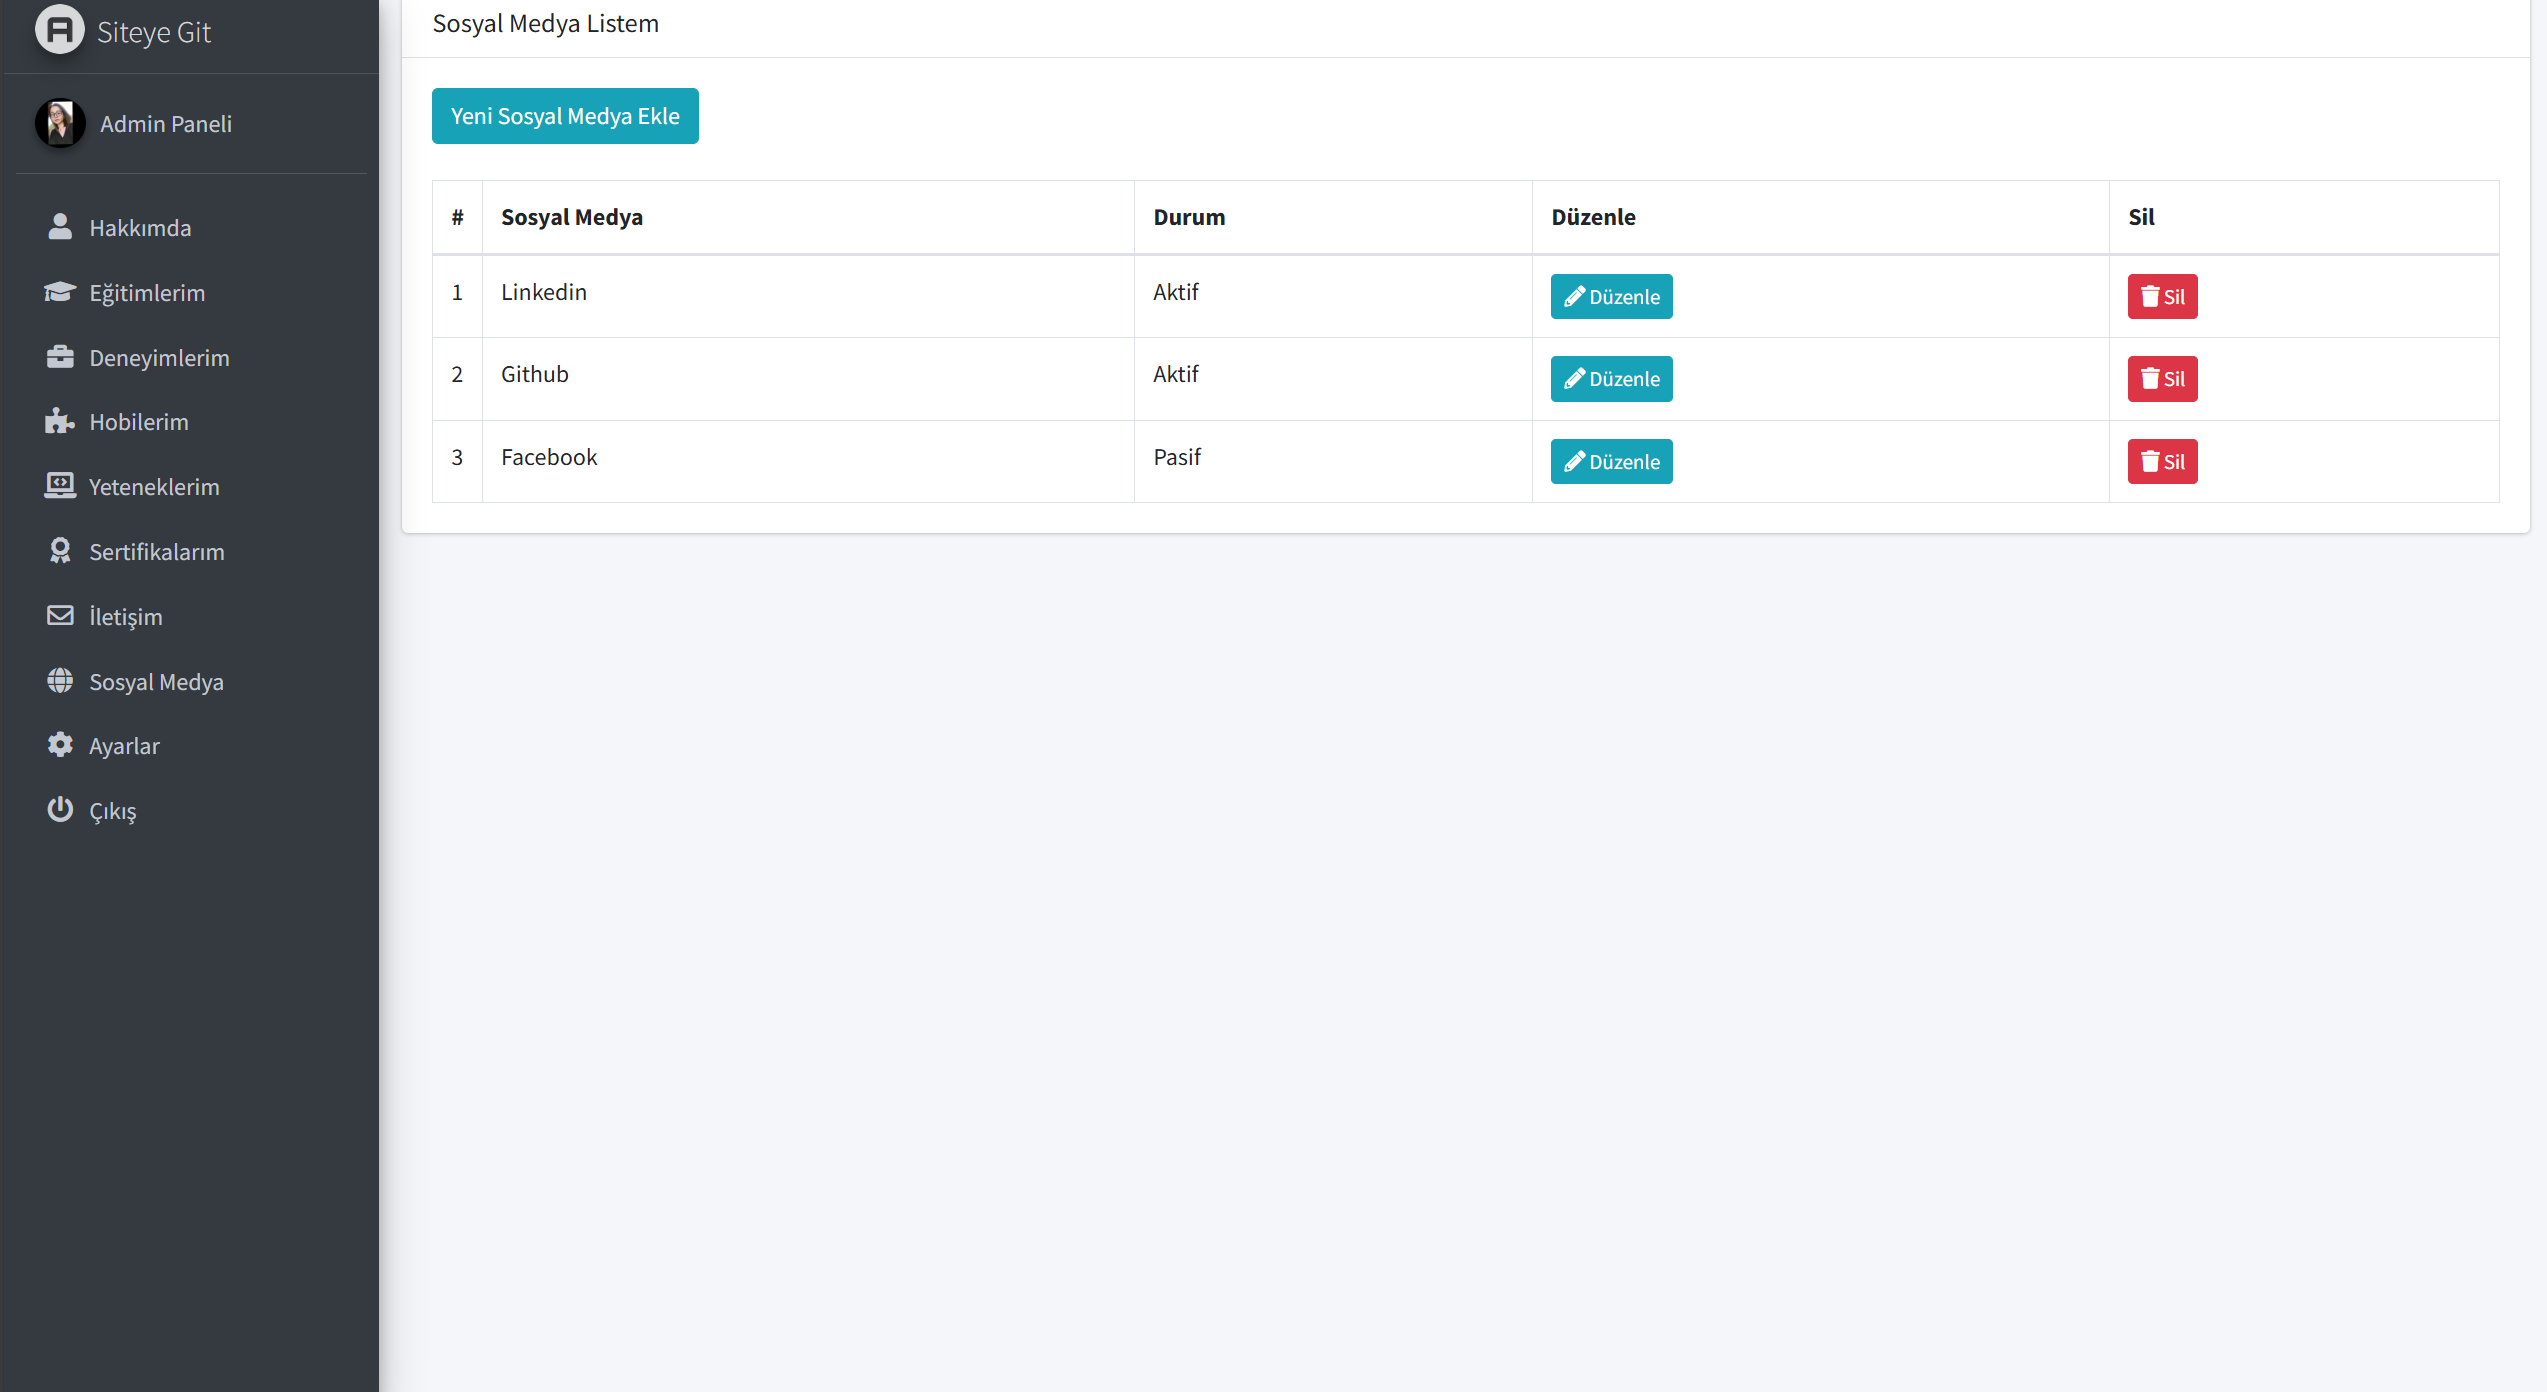 Siteye Git
Admin Paneli
Hakkımda
Eğitimlerim
Deneyimlerim
Hobilerim
Yeteneklerim
Sertifikalarım
İletişim
Sosyal Medya
Ayarlar
Çıkış
Sosyal Medya Listem
Yeni Sosyal Medya Ekle
# Sosyal Medya Durum Düzenle Sil
1 Linkedin Aktif Düzenle Sil
2 Github Aktif Düzenle Sil
3 Facebook Pasif Düzenle Sil